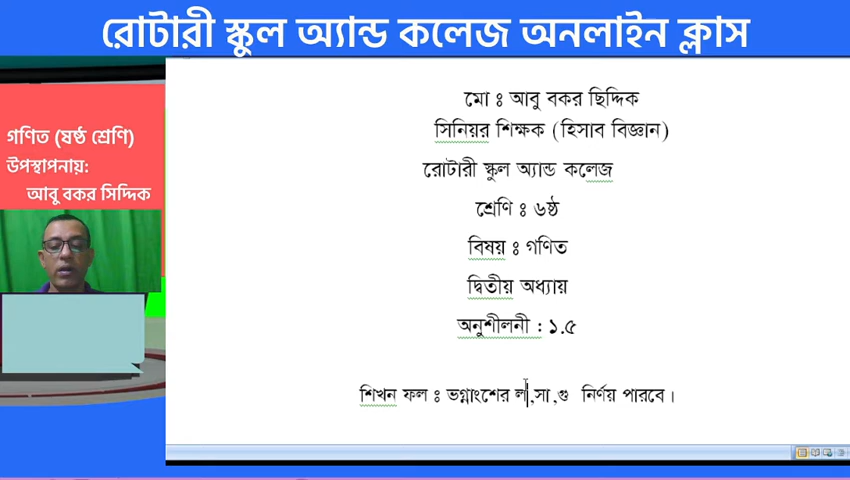 রোটারী স্কুল অ্যান্ড কলেজ অনলাইন ক্লাস
গণিত (ষষ্ঠ শ্রেণি)
উপস্থাপনায়:
আবু বকর সিদ্দিক
মো ঃ আবু বকর ছিদ্দিক
সিনিয়র শিক্ষক (হিসাব বিজ্ঞান)
রোটারী স্কুল অ্যান্ড কলেজ
শ্রেণি ঃ ৬ষ্ঠ
বিষয় ঃ গণিত
দ্বিতীয় অধ্যায়
অনুশীলনী : ১.৫
শিখন ফল ঃ ভগ্নাংশের ল,সা,গু নির্ণয় পারবে।